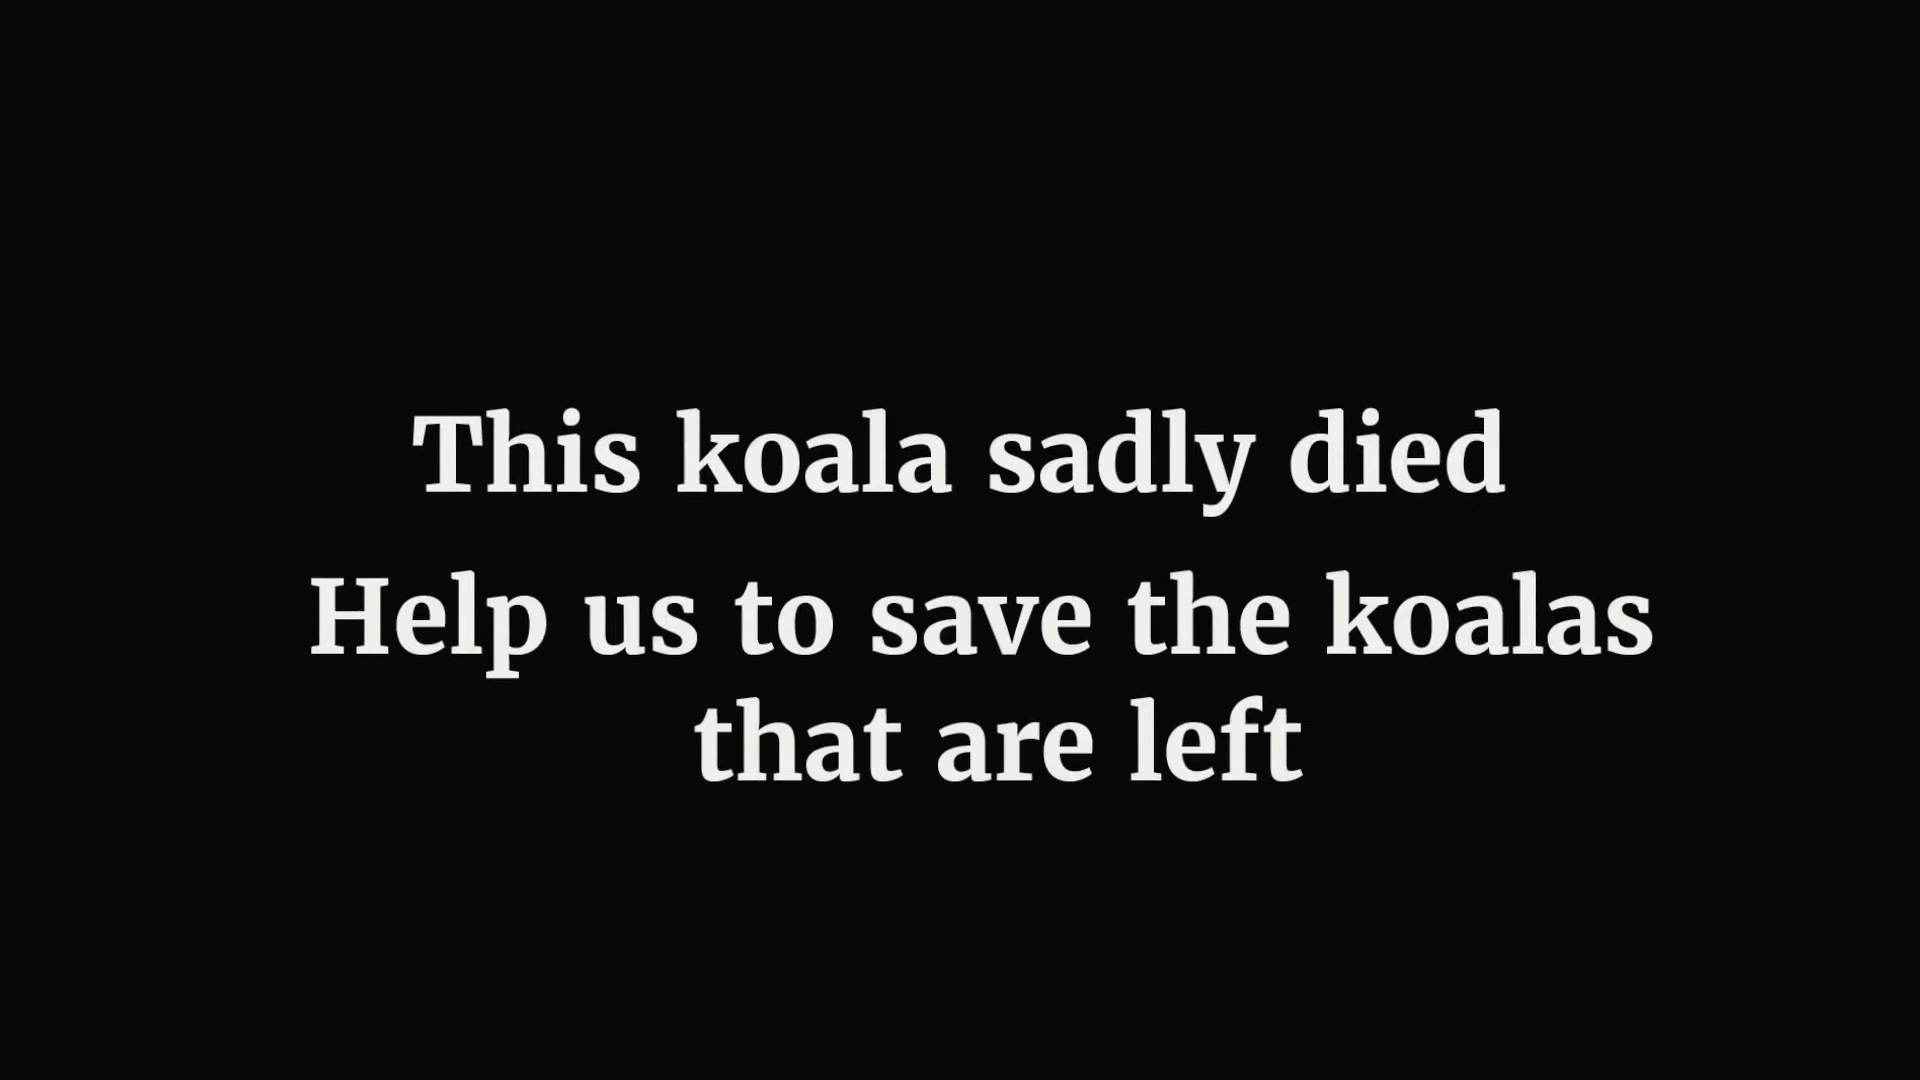 This koala sadly died
Help us to save the koalas
that are left